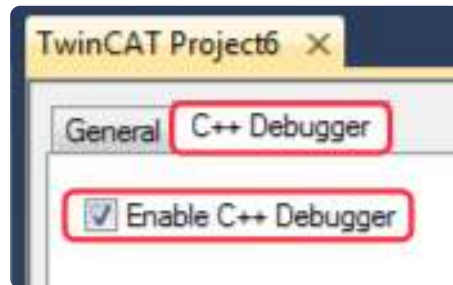 TwinCAT Project6
General C++ Debugger
Enable C++ Debugger